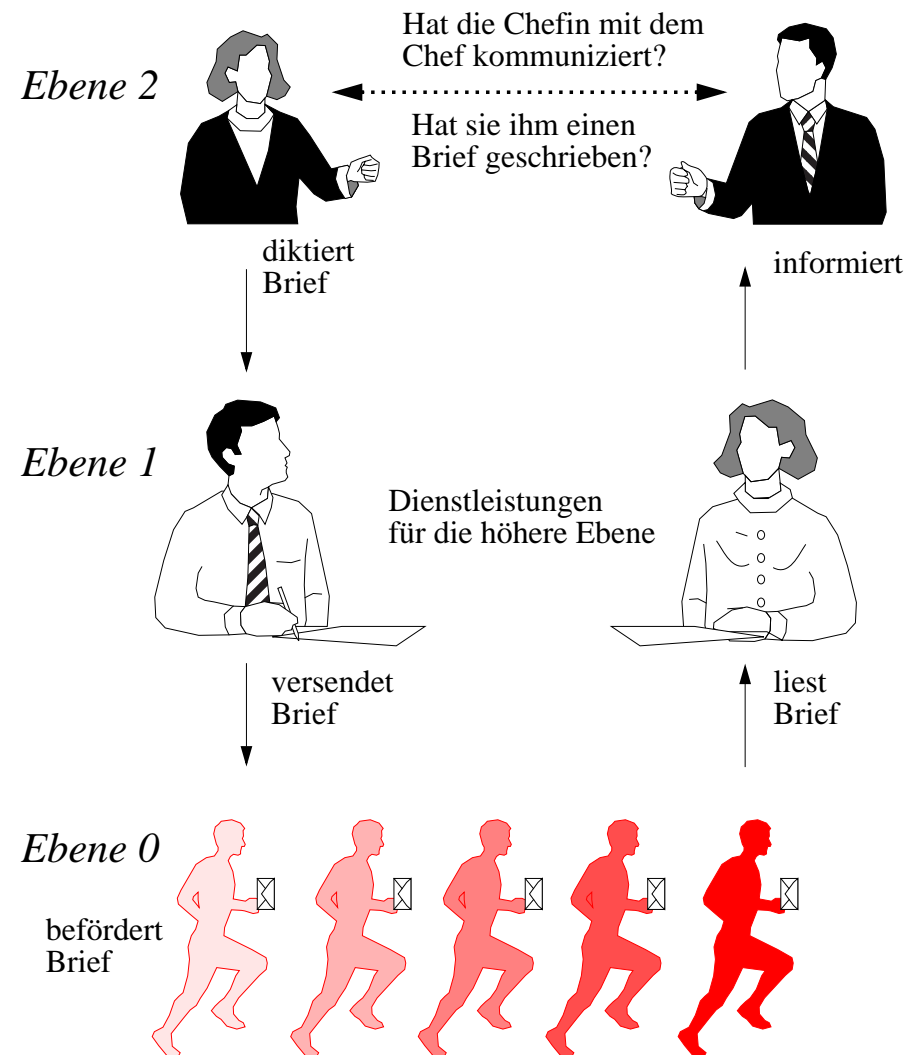 Hat die Chefin mit dem
Chef kommuniziert?
Ebene 2
Hat sie ihm einen
Brief geschrieben?
diktiert
Brief
informiert
Ebene 1
Dienstleistungen
für die höhere Ebene
versendet
Brief
liest
Brief
Ebene 0
befördert
Brief